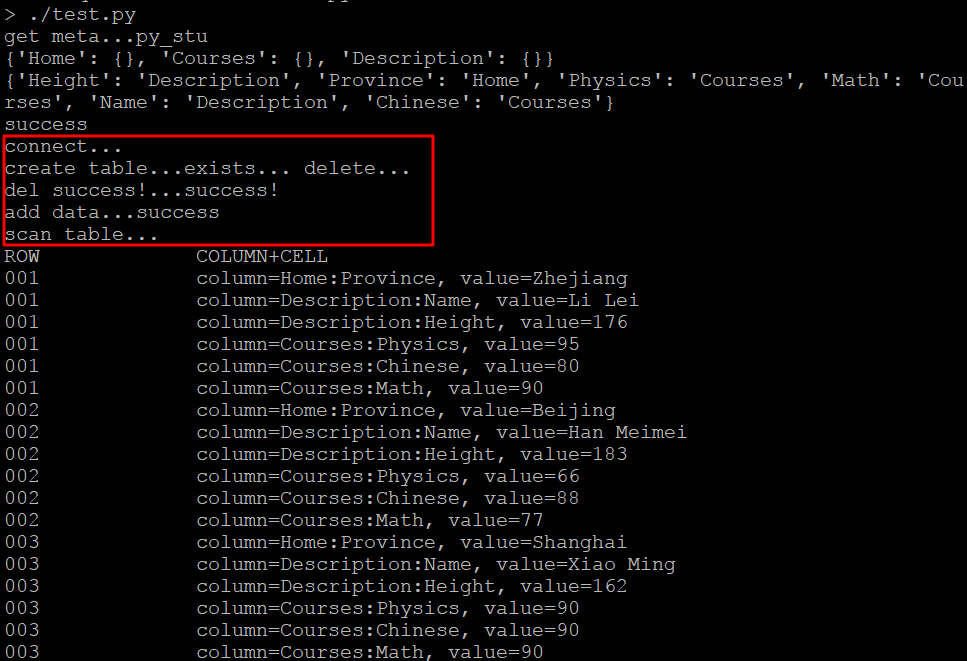 > ./test.py
get meta...py_stu
{'Home': {}, 'Courses': {}, 'Description': {}}
{'Height': 'Description', 'Province': 'Home', 'Physics': 'Courses', 'Math': 'Cou
rses', 'Name': 'Description', 'Chinese': 'Courses'}
success
connect...
create table...exists... delete...
del success!...success!
add data...success
scan table...
ROW COLUMN+CELL
001 column=Home:Province, value=Zhejiang
001 column=Description:Name, value=Li Lei
001 column=Description:Height, value=176
001 column=Courses:Physics, value=95
001 column=Courses:Chinese, value=80
001 column=Courses:Math, value=90
002 column=Home:Province, value=Beijing
002 column=Description:Name, value=Han Meimei
002 column=Description:Height, value=183
002 column=Courses:Physics, value=66
002 column=Courses:Chinese, value=88
002 column=Courses:Math, value=77
003 column=Home:Province, value=Shanghai
003 column=Description:Name, value=Xiao Ming
003 column=Description:Height, value=162
003 column=Courses:Physics, value=90
003 column=Courses:Chinese, value=90
003 column=Courses:Math, value=90